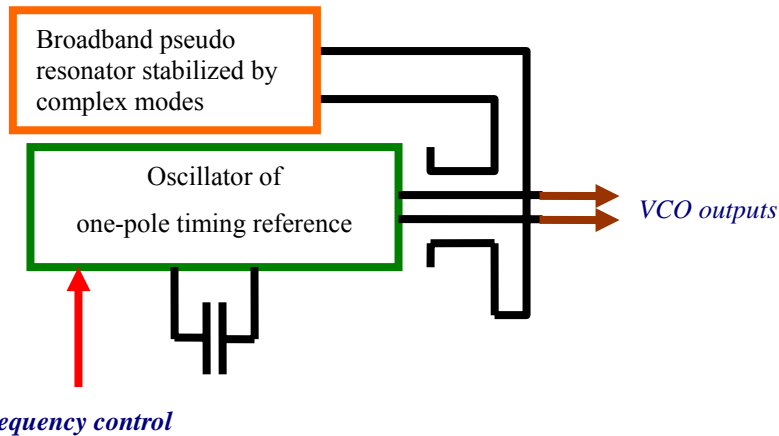 Broadband pseudo
resonator stabilized by
complex modes
Oscillator of
one-pole timing reference
VCO outputs
equency control